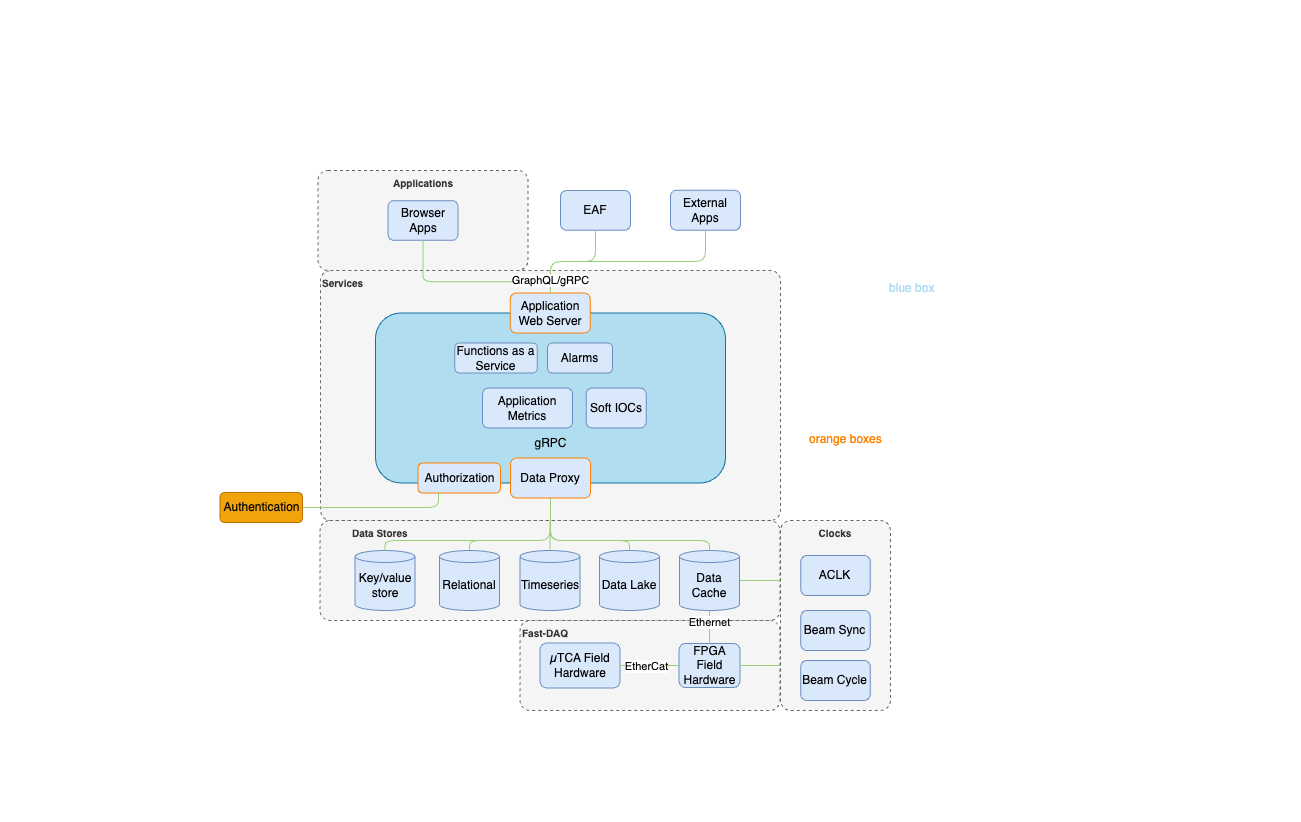 Applications
Browser
Apps
EAF
External
Apps
GraphQL/gRPC
Services
blue box
Application
Web Server
Functions as a
Service
Alarms
Application
Metrics
Soft IOCs
gRPC
orange boxes
Authorization
Data Proxy
Authentication
Data Stores
Key/value
store
Relational
Timeseries
Data Lake
Data
Cache
Clocks
ACLK
Beam Sync
Beam Cycle
Ethernet
Fast-DAQ
µTCA Field
Hardware
EtherCat
FPGA
Field
Hardware